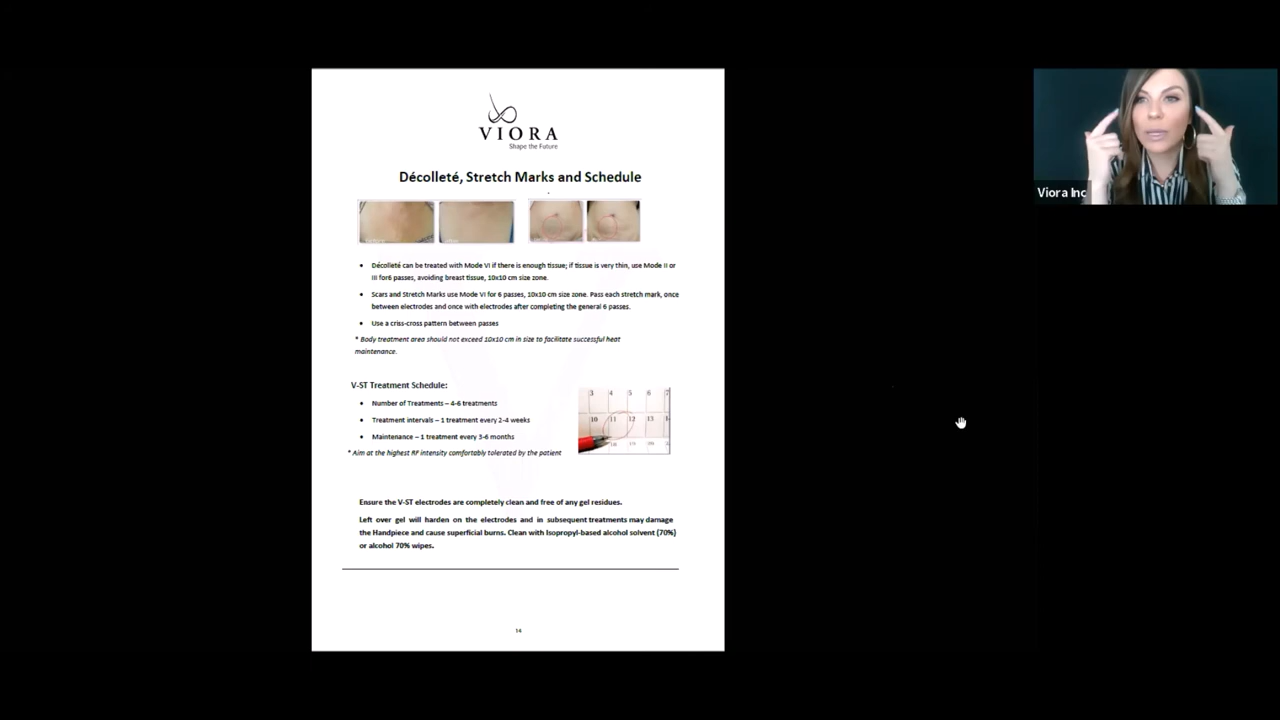 VIORA
Shape the Future
Viora Inc
Décolleté, Stretch Marks and Schedule
• Décolleté can be treated with Mode VI if there is enough tissue; if tissue is very thin, use Mode II or
III for6 passes, avoiding breast tissue, 10x10 cm size zone.
• Scars and Stretch Marks use Mode VI for 6 passes, 10x10 cm size zone. Pass each stretch mark, once
between electrodes and once with electrodes after completing the general 6 passes.
• Use a criss-cross pattern between passes
* Body treatment area should not exceed 10x10 cm in size to facilitate successful heat
maintenance.
V-ST Treatment Schedule:
• Number of Treatments – 4-6 treatments
• Treatment intervals – 1 treatment every 2-4 weeks
• Maintenance – 1 treatment every 3-6 months
* Aim at the highest RF intensity comfortably tolerated by the patient
3 4 5 6 7
10 11 12 13
Ensure the V-ST electrodes are completely clean and free of any gel residues.
Left over gel will harden on the electrodes and in subsequent treatments may damage
the Handpiece and cause superficial burns. Clean with Isopropyl-based alcohol solvent (70%)
or alcohol 70% wipes.
14